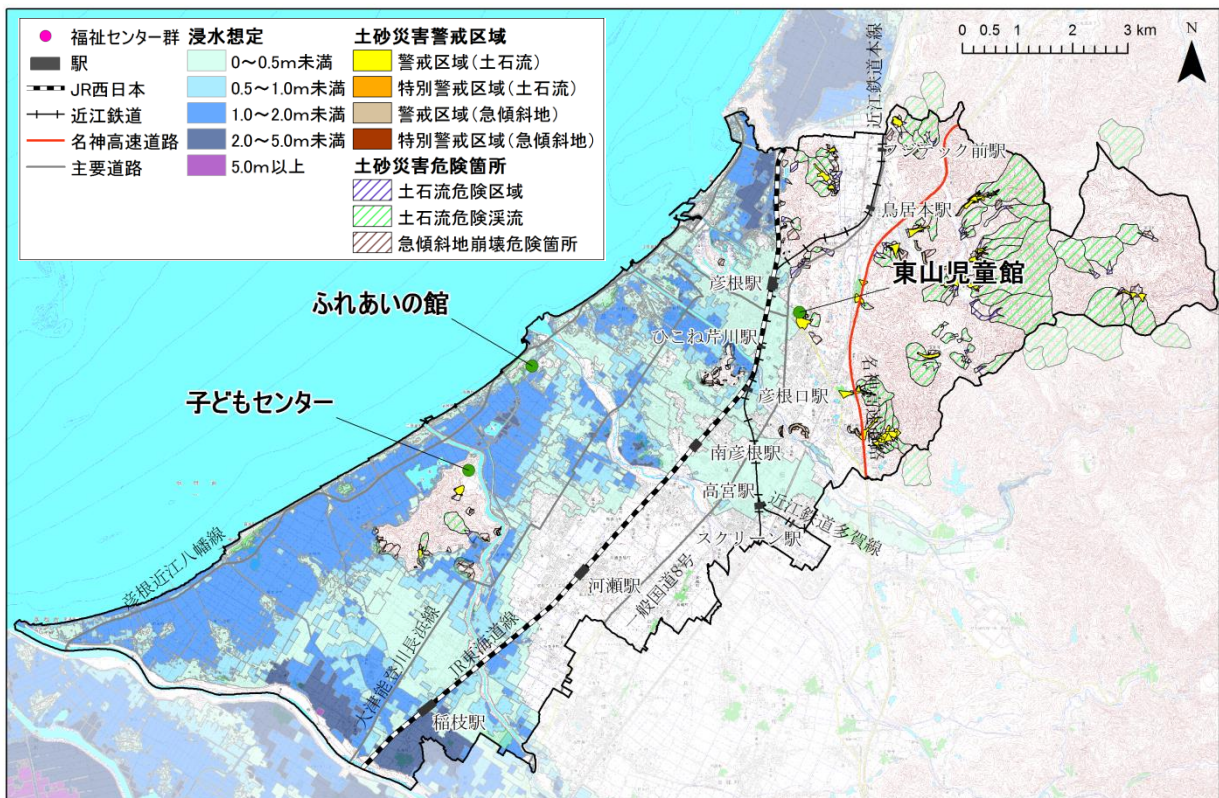 福祉センター群
駅
JR西日本
近江鉄道
名神高速道路
主要道路
浸水想定
0～0.5m未満
0.5～1.0m未満
1.0～2.0m未満
2.0～5.0m未満
5.0m以上
土砂災害警戒区域
警戒区域(土石流)
特別警戒区域(土石流)
警戒区域(急傾斜地)
特別警戒区域(急傾斜地)
土砂災害危険箇所
土石流危険区域
土石流危険渓流
急傾斜地崩壊危険箇所
0 0.5 1 2 3 km
N
近江鉄道本線
フジテック前駅
鳥居本駅
東山児童館
彦根駅
ふれあいの館
ひこね芹川駅
名神高速道路
彦根口駅
子どもセンター
南彦根駅
高宮駅
近江鉄道多賀線
スクリーン駅
彦根近江八幡線
河瀬駅
一般国道8号
JR東海道線
大津能登川長浜線
稲枝駅